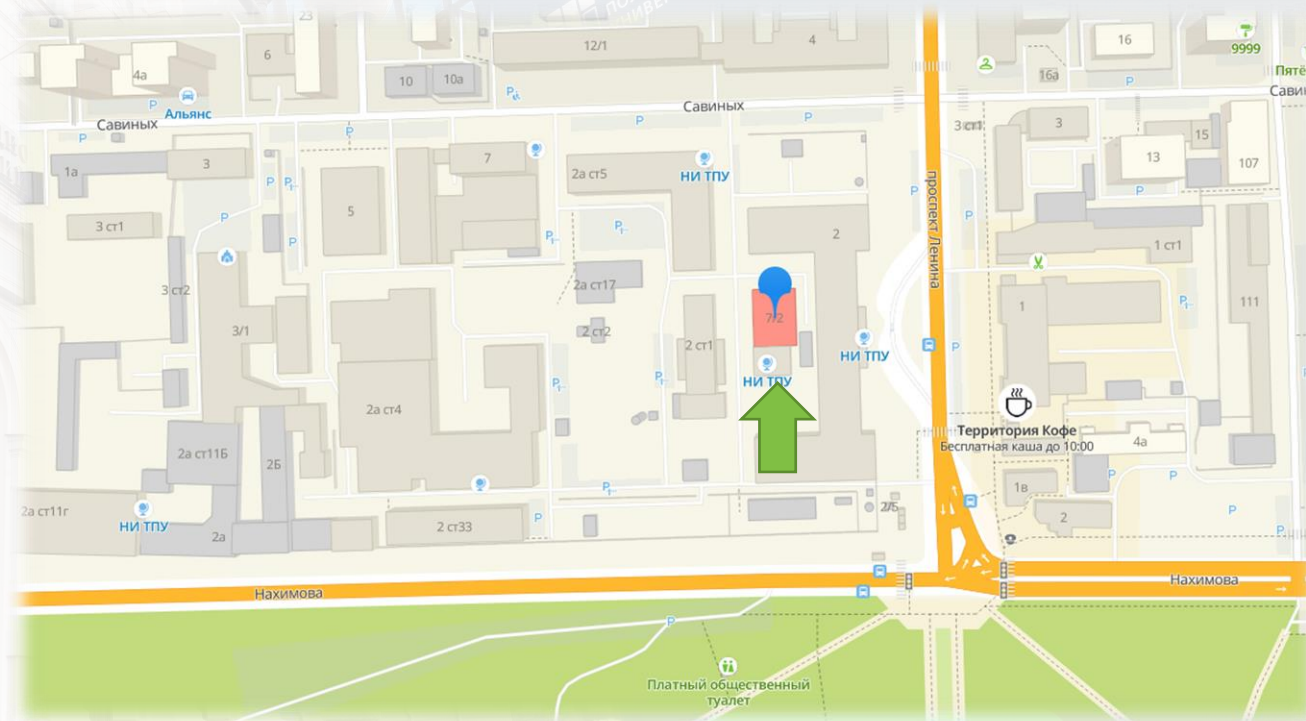 23
12/1
4
16
9999
6
4а
10
10а
16а
Пятё
Альянс
Савиных
Савиных
Сави
3 ст1
3
15
13
107
1а
3
7
2а ст5
НИ ТПУ
проспект Ленина
5
3 ст1
2
1 ст1
3 ст2
2а ст17
7/2
1
111
3/1
2 ст2
2 ст1
НИ ТПУ
НИ ТПУ
2а ст4
Территория Кофе
Бесплатная каша до 10:00
4а
2а ст11Б
2Б
1в
2а ст11г
НИ ТПУ
2а
2 ст33
2
Нахимова
Нахимова
Платный общественный
туалет